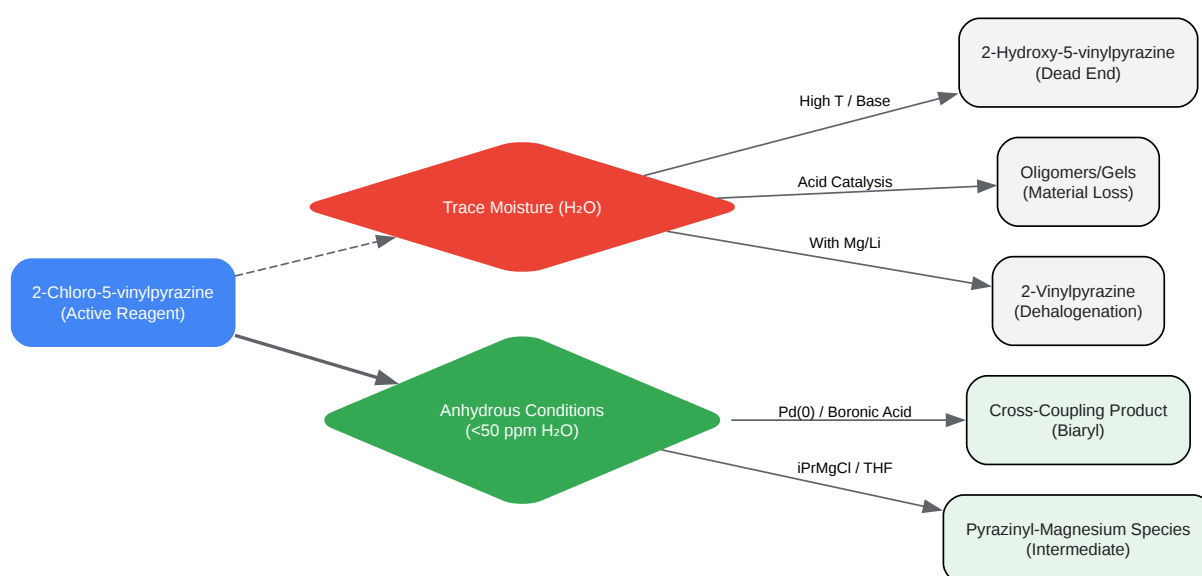 2-Chloro-5-vinylpyrazine
(Active Reagent)
Trace Moisture (H₂O)
Anhydrous Conditions
(<50 ppm H₂O)
High T / Base
Acid Catalysis
With Mg/Li
Pd(0) / Boronic Acid
iPrMgCl / THF
2-Hydroxy-5-vinylpyrazine
(Dead End)
Oligomers/Gels
(Material Loss)
2-Vinylpyrazine
(Dehalogenation)
Cross-Coupling Product
(Biaryl)
Pyrazinyl-Magnesium Species
(Intermediate)